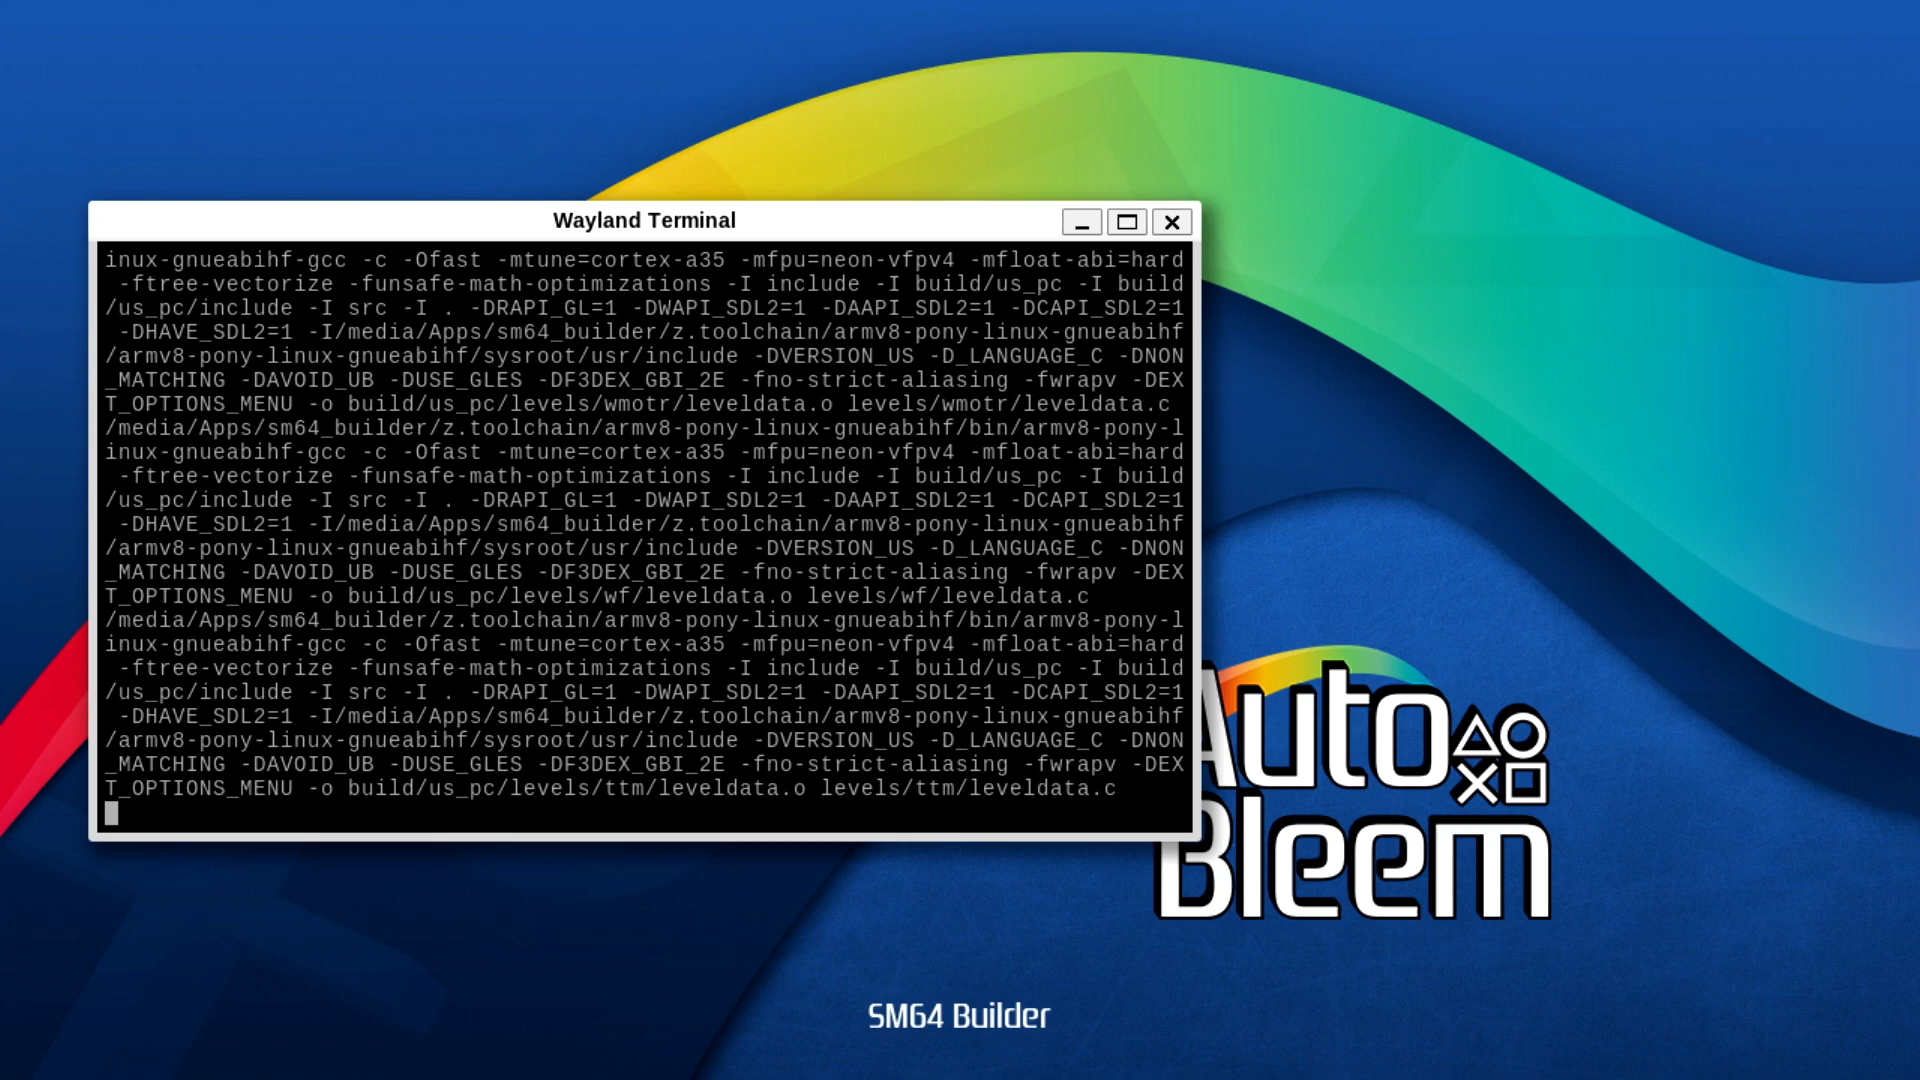 Wayland Terminal
inux-gnueabihf-gcc -c -Ofast -mtune=cortex-a35 -mfpu=neon-vfpv4 -mfloat-abi=hard
-ftree-vectorize -funsafe-math-optimizations -I include -I build/us_pc -I build
/us_pc/include -I src -I . -DRAPI_GL=1 -DWAPI_SDL2=1 -DAAPI_SDL2=1 -DCAPI_SDL2=1
-DHAVE_SDL2=1 -I/media/Apps/sm64_builder/z.toolchain/armv8-pony-linux-gnueabihf
/armv8-pony-linux-gnueabihf/sysroot/usr/include -DVERSION_US -D_LANGUAGE_C -DNON
_MATCHING -DAVOID_UB -DUSE_GLES -DF3DEX_GBI_2E -fno-strict-aliasing -fwrapv -DEX
T_OPTIONS_MENU -o build/us_pc/levels/wmotr/leveldata.o levels/wmotr/leveldata.c
/media/Apps/sm64_builder/z.toolchain/armv8-pony-linux-gnueabihf/bin/armv8-pony-l
inux-gnueabihf-gcc -c -Ofast -mtune=cortex-a35 -mfpu=neon-vfpv4 -mfloat-abi=hard
-ftree-vectorize -funsafe-math-optimizations -I include -I build/us_pc -I build
/us_pc/include -I src -I . -DRAPI_GL=1 -DWAPI_SDL2=1 -DAAPI_SDL2=1 -DCAPI_SDL2=1
-DHAVE_SDL2=1 -I/media/Apps/sm64_builder/z.toolchain/armv8-pony-linux-gnueabihf
/armv8-pony-linux-gnueabihf/sysroot/usr/include -DVERSION_US -D_LANGUAGE_C -DNON
_MATCHING -DAVOID_UB -DUSE_GLES -DF3DEX_GBI_2E -fno-strict-aliasing -fwrapv -DEX
T_OPTIONS_MENU -o build/us_pc/levels/wf/leveldata.o levels/wf/leveldata.c
/media/Apps/sm64_builder/z.toolchain/armv8-pony-linux-gnueabihf/bin/armv8-pony-l
inux-gnueabihf-gcc -c -Ofast -mtune=cortex-a35 -mfpu=neon-vfpv4 -mfloat-abi=hard
-ftree-vectorize -funsafe-math-optimizations -I include -I build/us_pc -I build
/us_pc/include -I src -I . -DRAPI_GL=1 -DWAPI_SDL2=1 -DAAPI_SDL2=1 -DCAPI_SDL2=1
-DHAVE_SDL2=1 -I/media/Apps/sm64_builder/z.toolchain/armv8-pony-linux-gnueabihf
/armv8-pony-linux-gnueabihf/sysroot/usr/include -DVERSION_US -D_LANGUAGE_C -DNON
_MATCHING -DAVOID_UB -DUSE_GLES -DF3DEX_GBI_2E -fno-strict-aliasing -fwrapv -DEX
T_OPTIONS_MENU -o build/us_pc/levels/ttm/leveldata.o levels/ttm/leveldata.c
Auto
Bleem
SM64 Builder